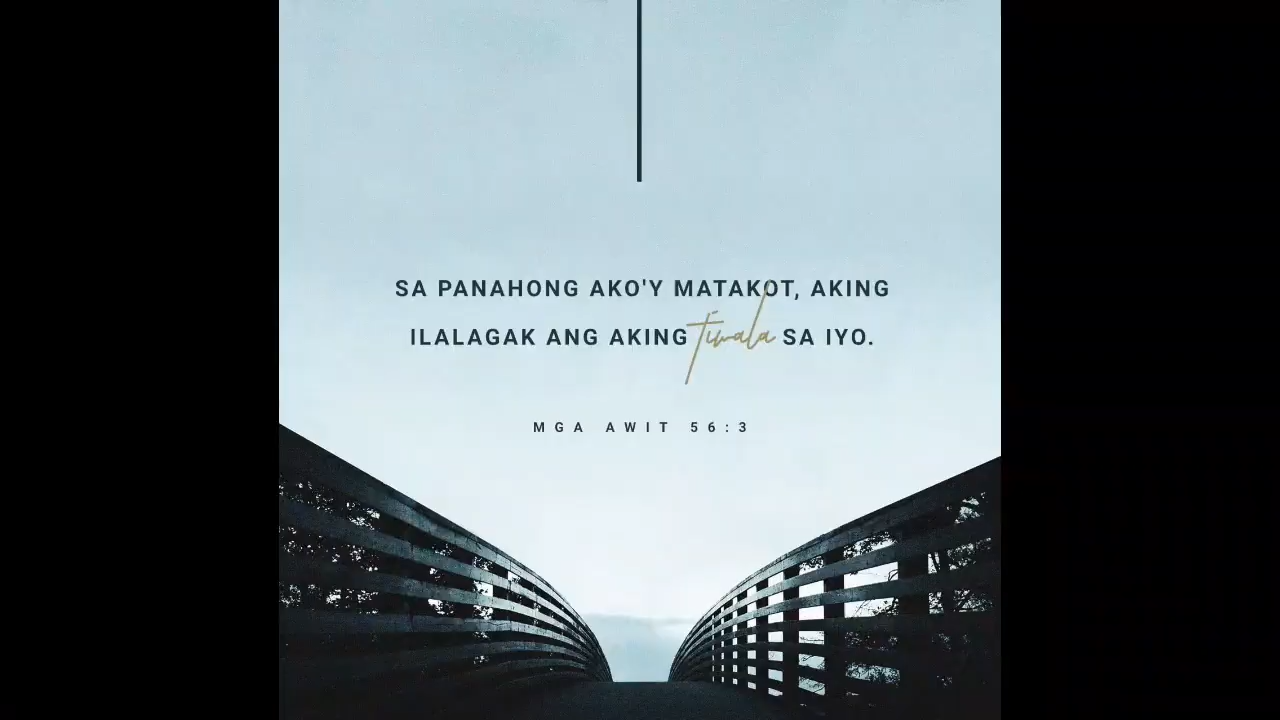 SA PANAHONG AKO'Y MATAKOT, AKING
ILALAGAK ANG AKING tiwala SA IYO.
MGA AWIT 56:3